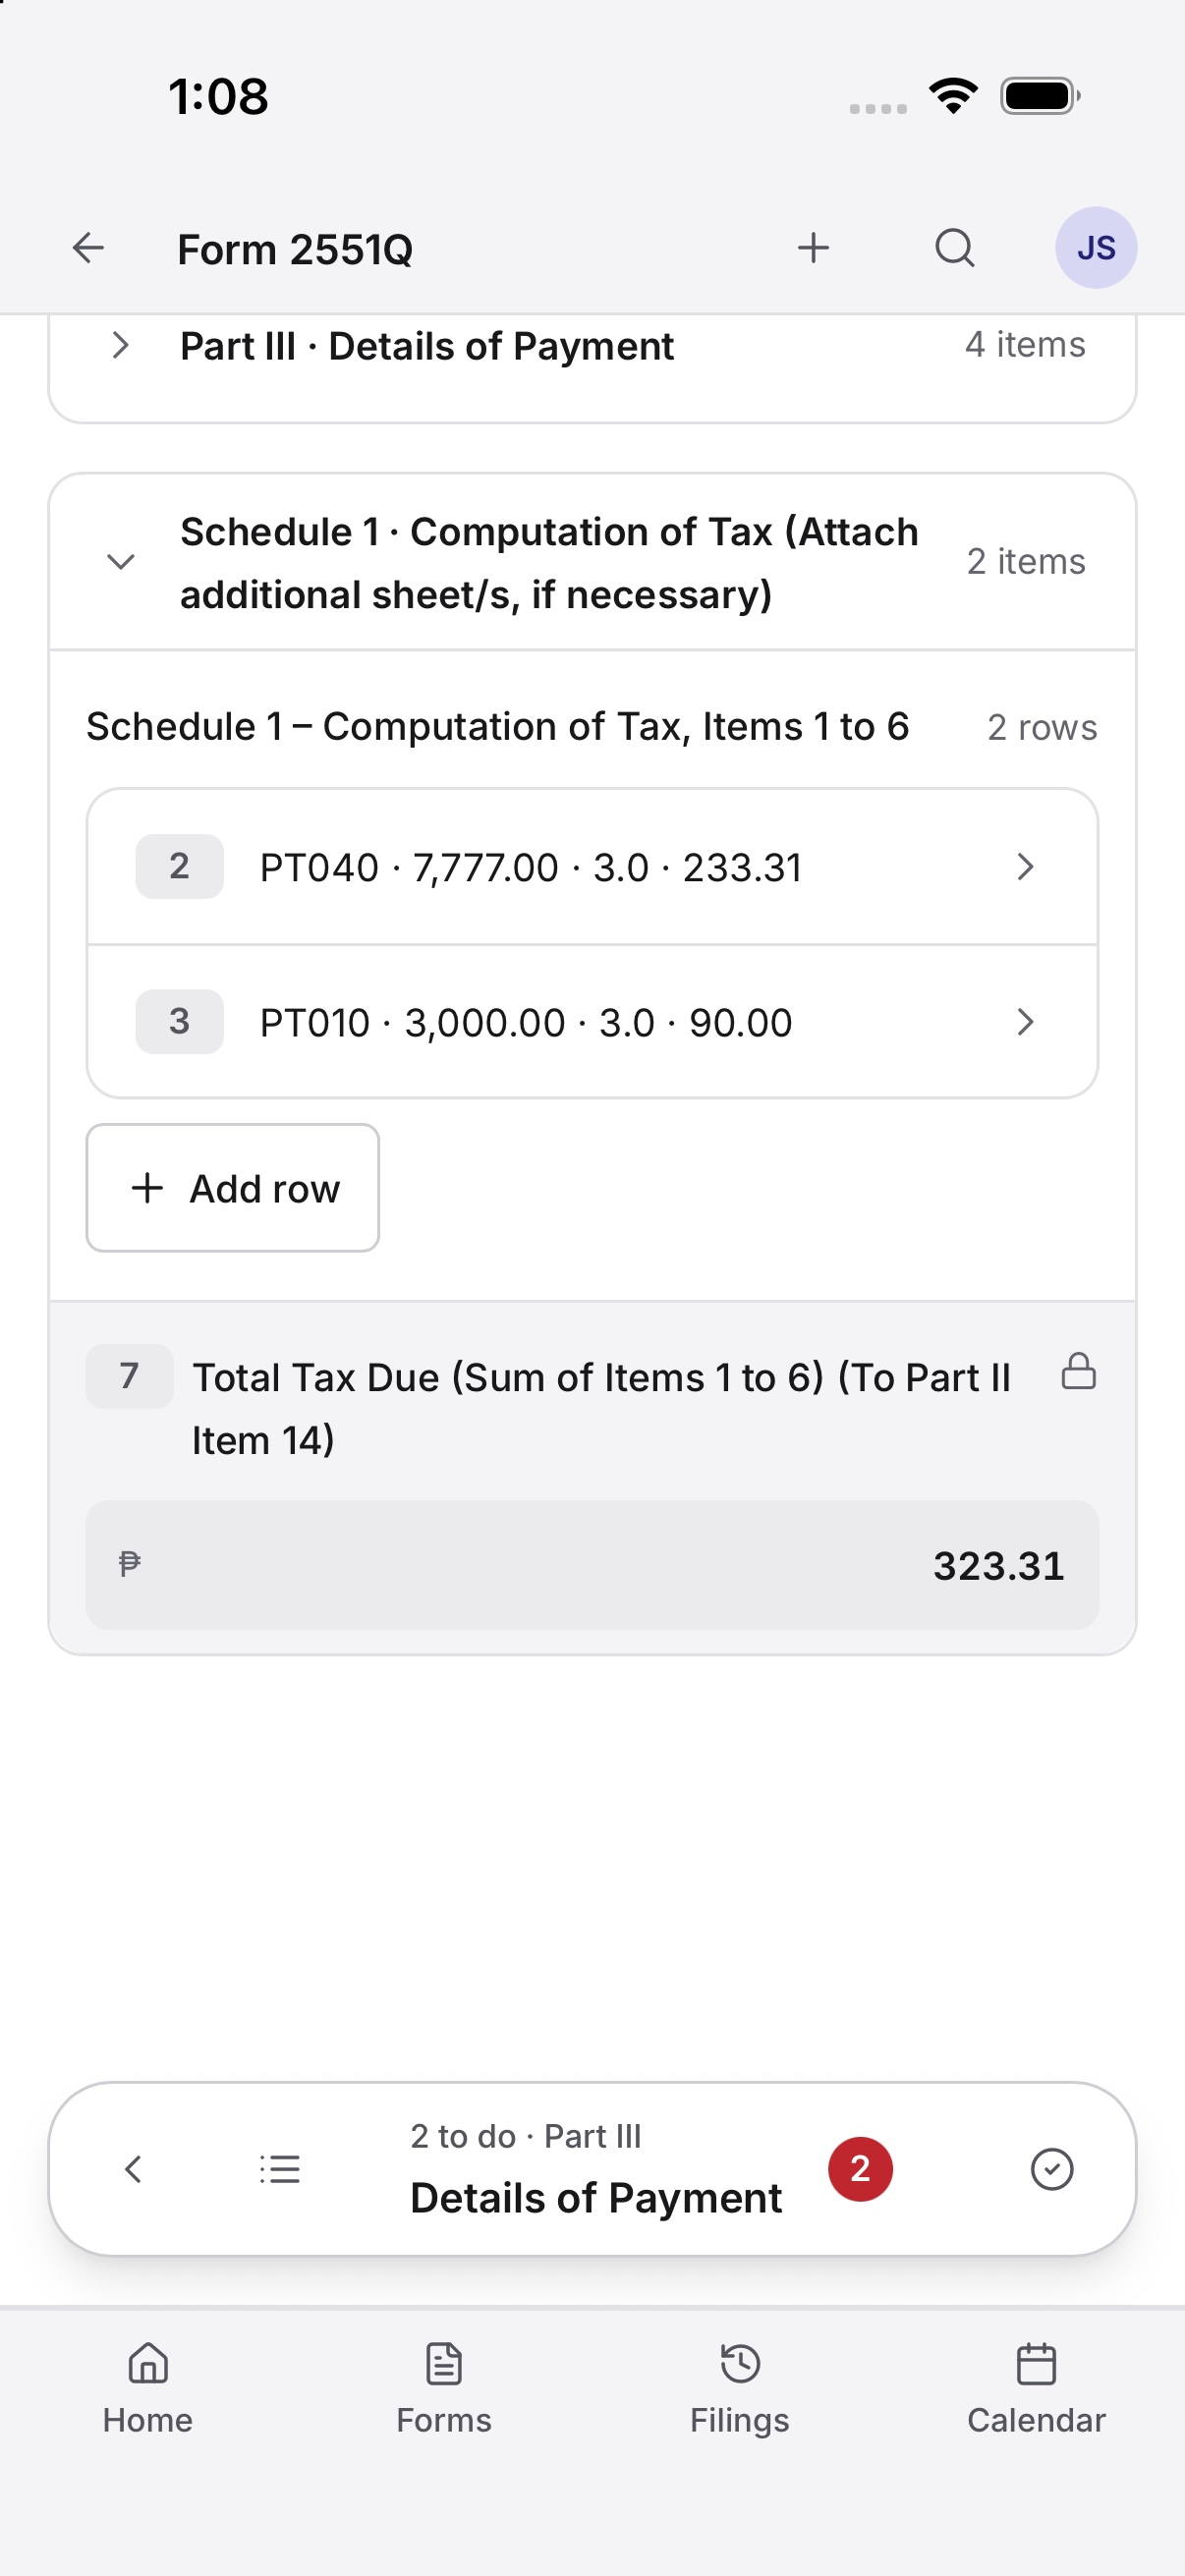 1:08
Form 2551Q
JS
Part III · Details of Payment
4 items
Schedule 1 · Computation of Tax (Attach
additional sheet/s, if necessary)
2 items
Schedule 1 – Computation of Tax, Items 1 to 6
2 rows
2
PT040 · 7,777.00 · 3.0 · 233.31
3
PT010 · 3,000.00 · 3.0 · 90.00
Add row
7
Total Tax Due (Sum of Items 1 to 6) (To Part II
Item 14)
₱
323.31
2 to do · Part III
Details of Payment
2
Home
Forms
Filings
Calendar